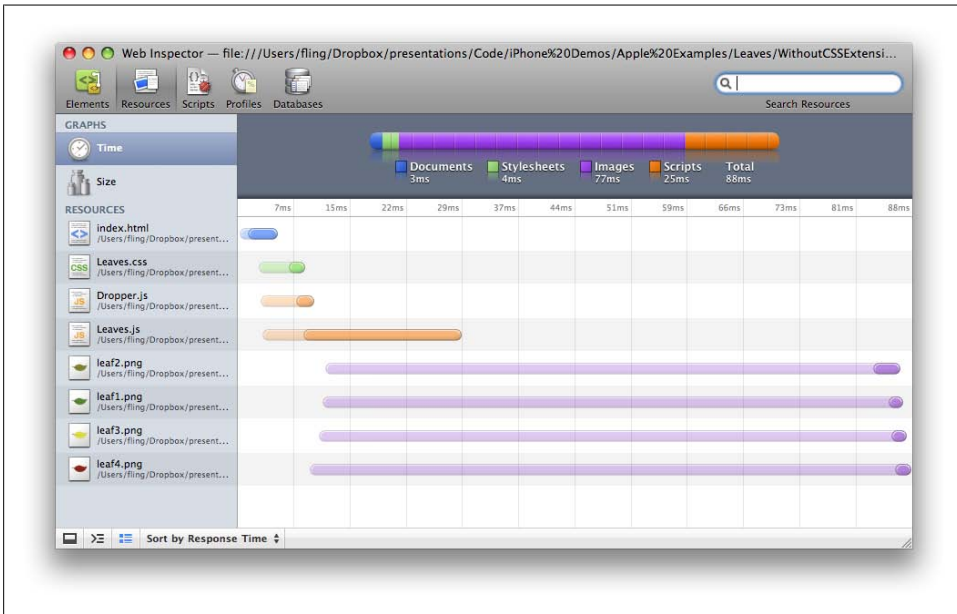 Web Inspector — file:///Users/fling/Dropbox/presentations/Code/iPhone%20Demos/Apple%20Examples/Leaves/WithoutCSSExtensi...
Elements Resources Scripts Profiles Databases
Search Resources
GRAPHS
Time
Size
Documents
3ms
Stylesheets
4ms
Images
77ms
Scripts
25ms
Total
88ms
RESOURCES
7ms 15ms 22ms 29ms 37ms 44ms 51ms 59ms 66ms 73ms 81ms 88ms
index.html
/Users/fling/Dropbox/present...
Leaves.css
/Users/fling/Dropbox/present...
Dropper.js
/Users/fling/Dropbox/present...
Leaves.js
/Users/fling/Dropbox/present...
leaf2.png
/Users/fling/Dropbox/present...
leaf1.png
/Users/fling/Dropbox/present...
leaf3.png
/Users/fling/Dropbox/present...
leaf4.png
/Users/fling/Dropbox/present...
Sort by Response Time